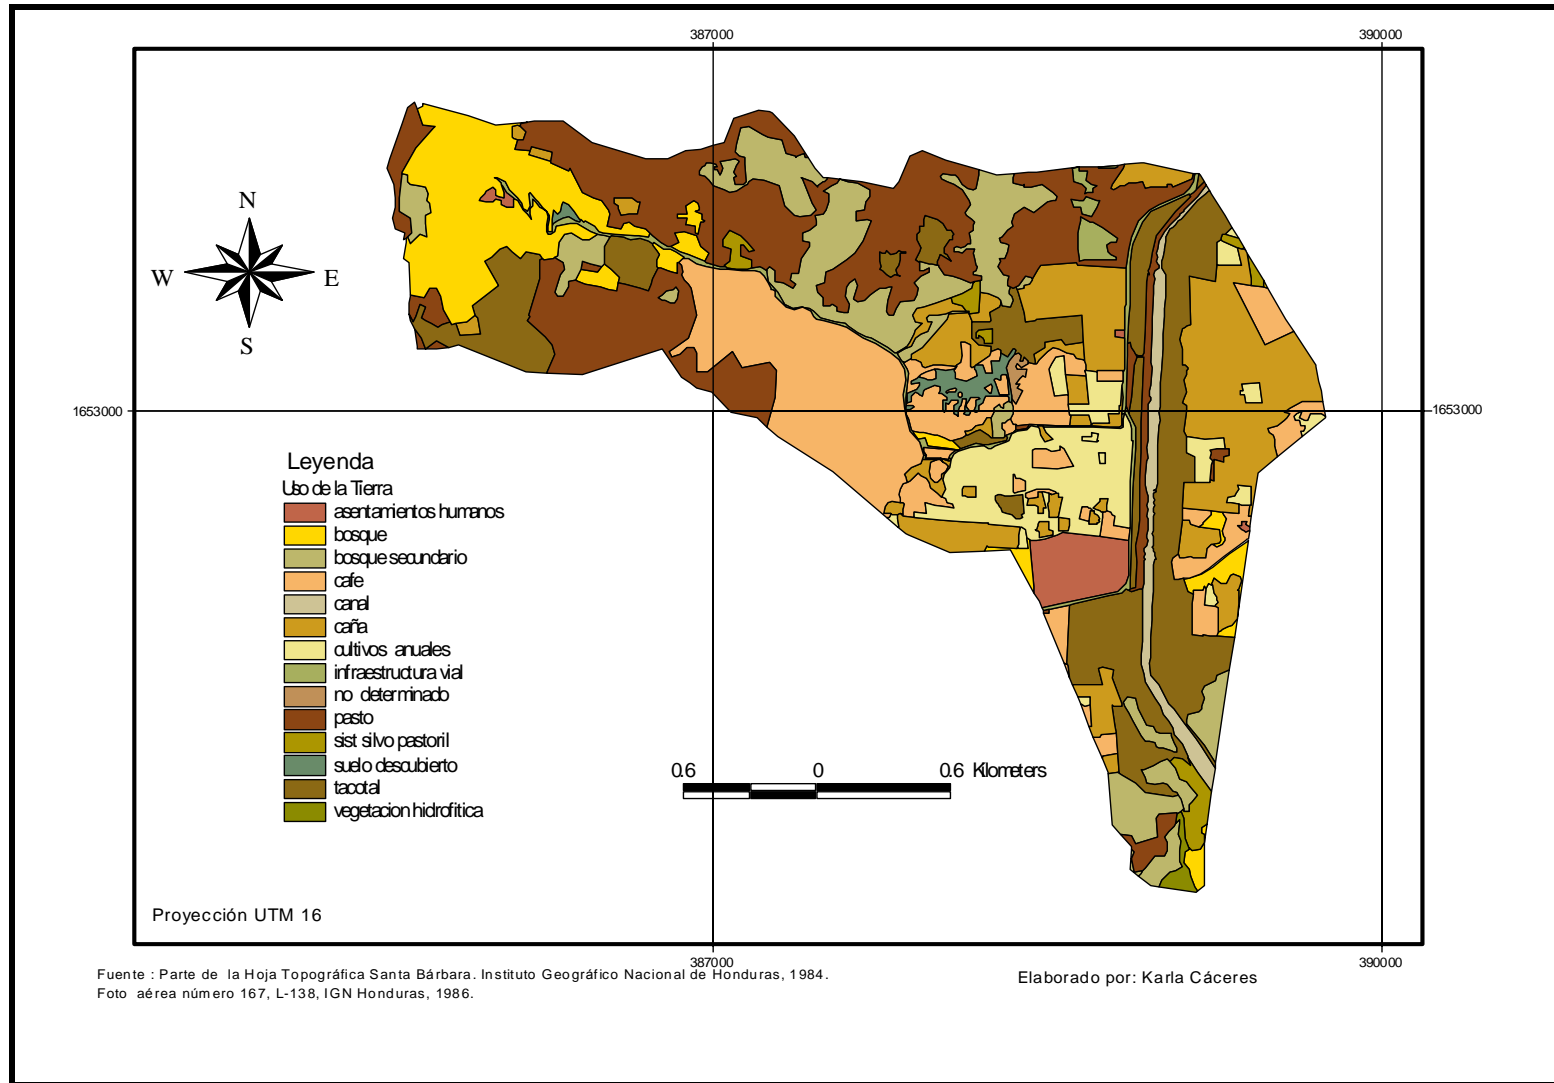 387000 390000
N
W E
S
1653000 1653000
Leyenda
Uso de la Tierra
asentamientos humanos
bosque
bosque secundario
cafe
canal
caña
cultivos anuales
infraestructura vial
no determinado
pasto
sist silvo pastoril
suelo descubierto
tacotal
vegetacion hidrofitica
0.6 0 0.6 Kilometers
Proyección UTM 16
387000 390000
Fuente : Parte de la Hoja Topográfica Santa Bárbara. Instituto Geográfico Nacional de Honduras, 1984.
Foto aérea número 167, L-138, IGN Honduras, 1986.
Elaborado por: Karla Cáceres